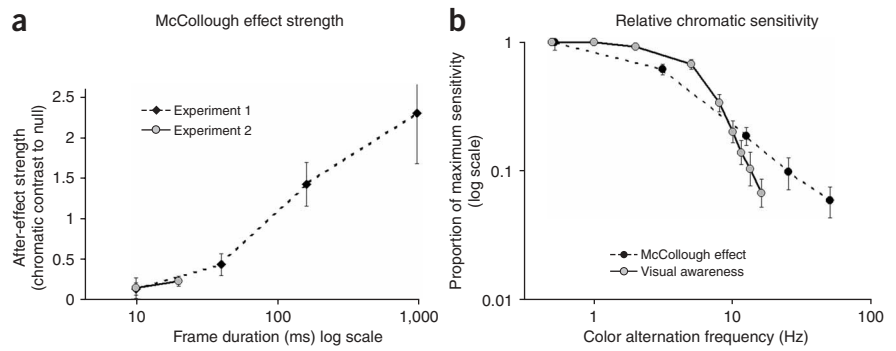 a
McCollough effect strength
After-effect strength
(chromatic contrast to null)
2.5
2
1.5
1
0.5
0
Experiment 1
Experiment 2
10
100
1,000
Frame duration (ms) log scale
b
Relative chromatic sensitivity
Proportion of maximum sensitivity
(log scale)
1
0.1
0.01
McCollough effect
Visual awareness
1
10
100
Color alternation frequency (Hz)